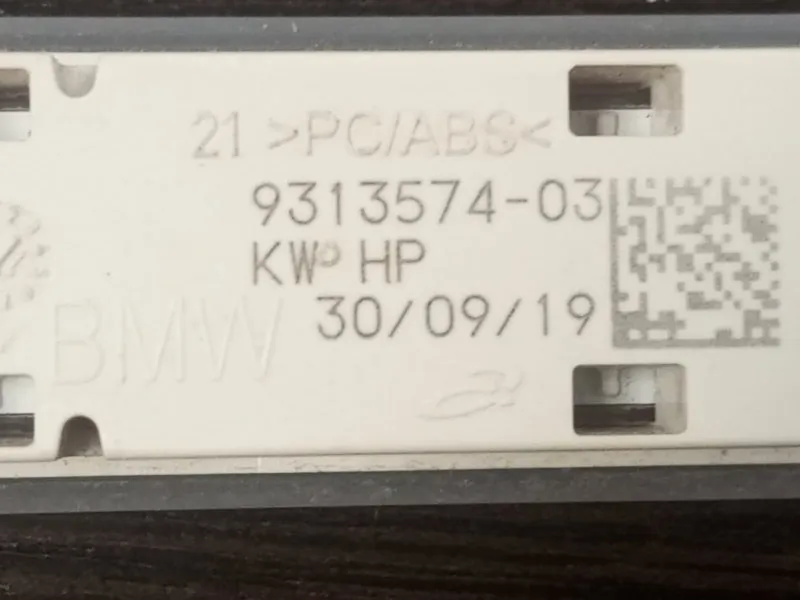 21 >PC/ABS<
9313574-03
KW HP
30/09/19
BMW